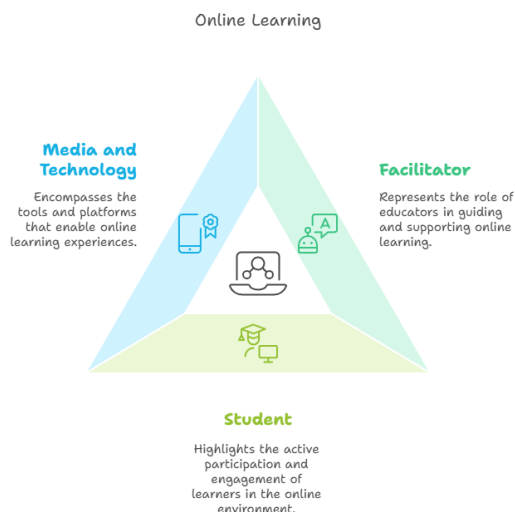 Online Learning
Media and
Technology
Encompasses the
tools and platforms
that enable online
learning experiences.
Facilitator
Represents the role of
educators in guiding
and supporting online
learning.
A
Student
Highlights the active
participation and
engagement of
learners in the online
environment.